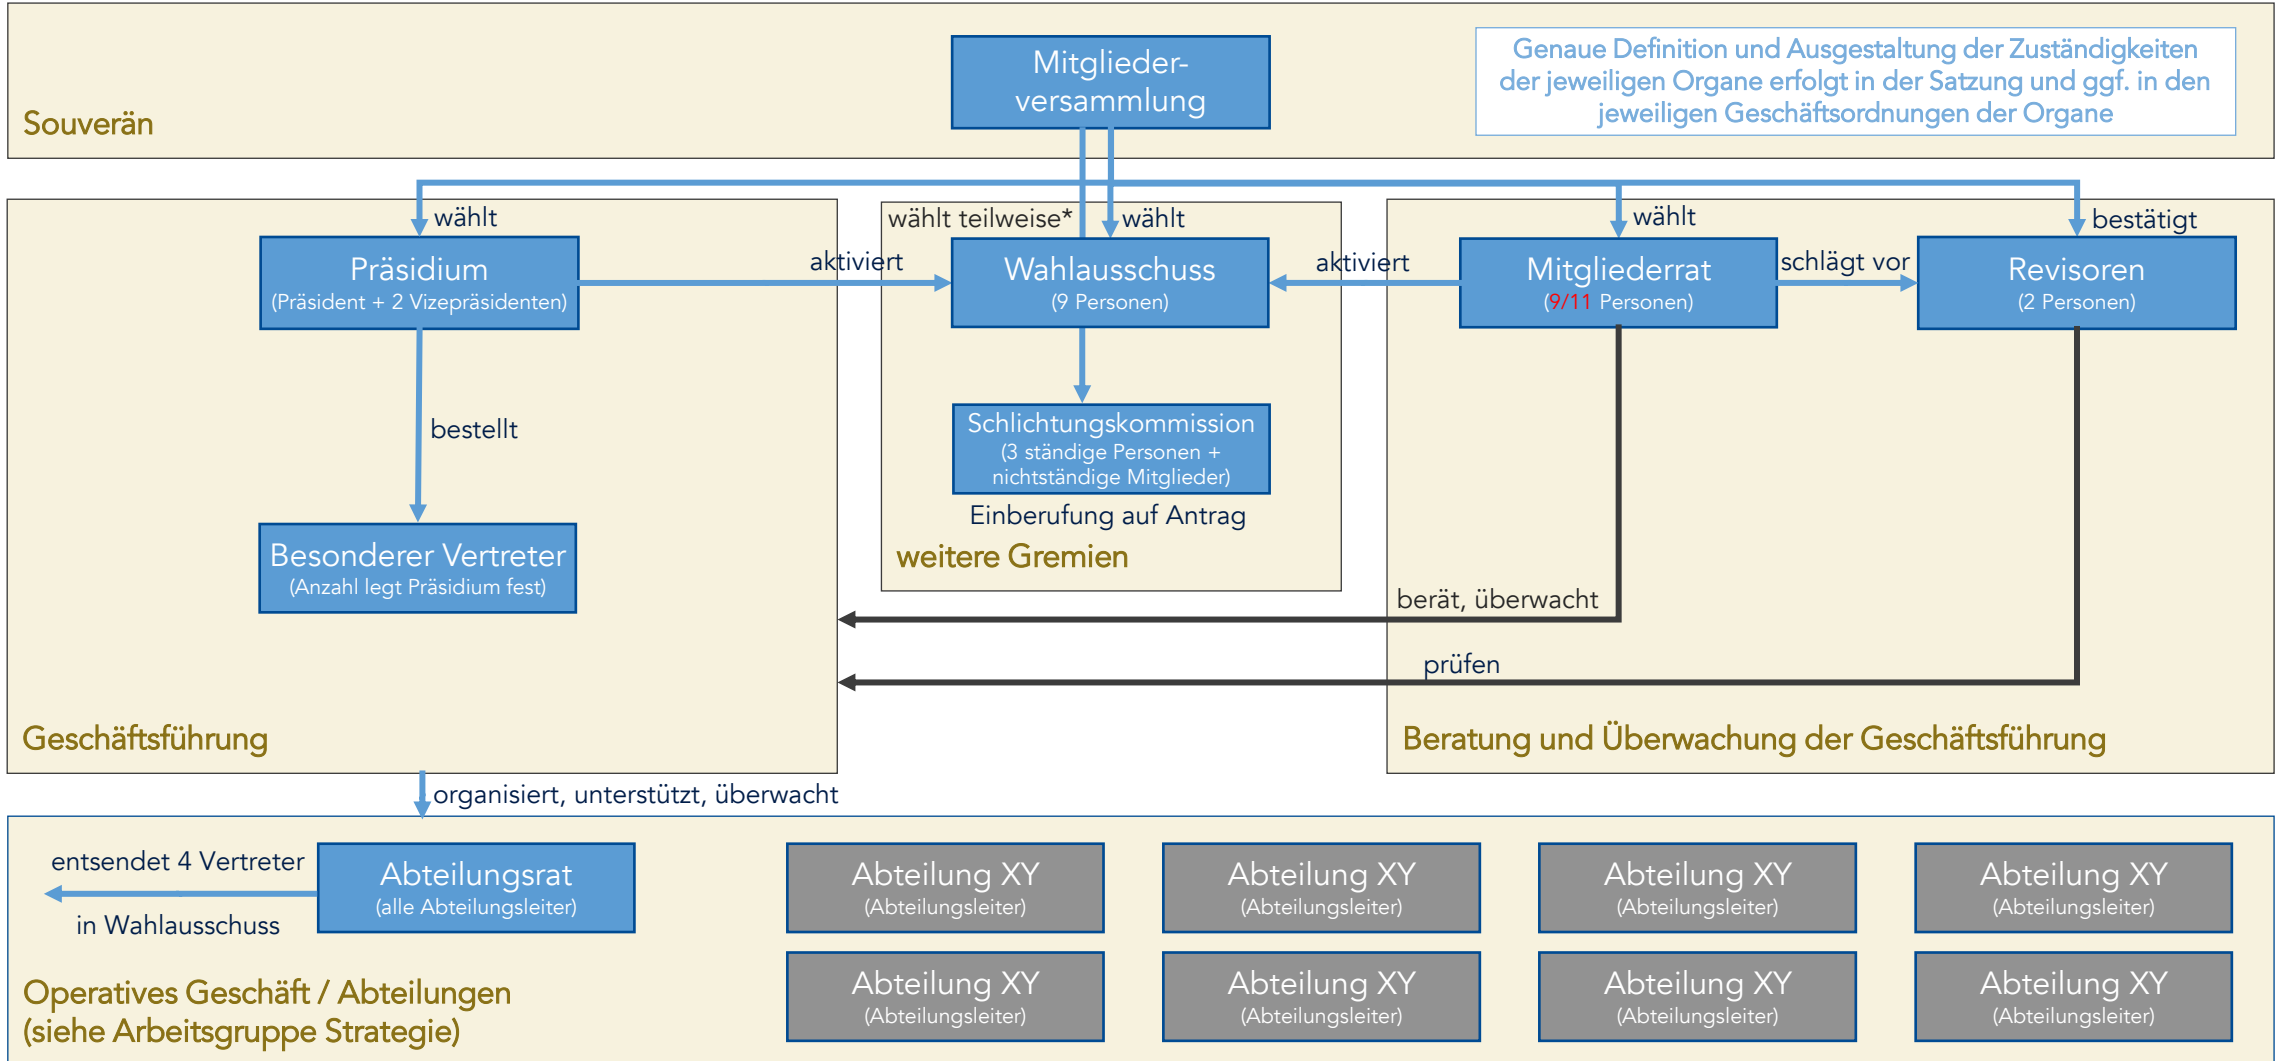 Mitglieder-
versammlung
Genaue Definition und Ausgestaltung der Zuständigkeiten
der jeweiligen Organe erfolgt in der Satzung und ggf. in den
jeweiligen Geschäftsordnungen der Organe
Souverän
wählt
wählt teilweise*
wählt
wählt
bestätigt
Präsidium
(Präsident + 2 Vizepräsidenten)
aktiviert
Wahlausschuss
(9 Personen)
aktiviert
Mitgliederrat
(9/11 Personen)
schlägt vor
Revisoren
(2 Personen)
bestellt
Schlichtungskommission
(3 ständige Personen +
nichtständige Mitglieder)
Einberufung auf Antrag
weitere Gremien
Besonderer Vertreter
(Anzahl legt Präsidium fest)
berät, überwacht
prüfen
Geschäftsführung
Beratung und Überwachung der Geschäftsführung
organisiert, unterstützt, überwacht
entsendet 4 Vertreter
in Wahlausschuss
Abteilungsrat
(alle Abteilungsleiter)
Abteilung XY
(Abteilungsleiter)
Abteilung XY
(Abteilungsleiter)
Abteilung XY
(Abteilungsleiter)
Abteilung XY
(Abteilungsleiter)
Abteilung XY
(Abteilungsleiter)
Abteilung XY
(Abteilungsleiter)
Abteilung XY
(Abteilungsleiter)
Abteilung XY
(Abteilungsleiter)
Operatives Geschäft / Abteilungen
(siehe Arbeitsgruppe Strategie)